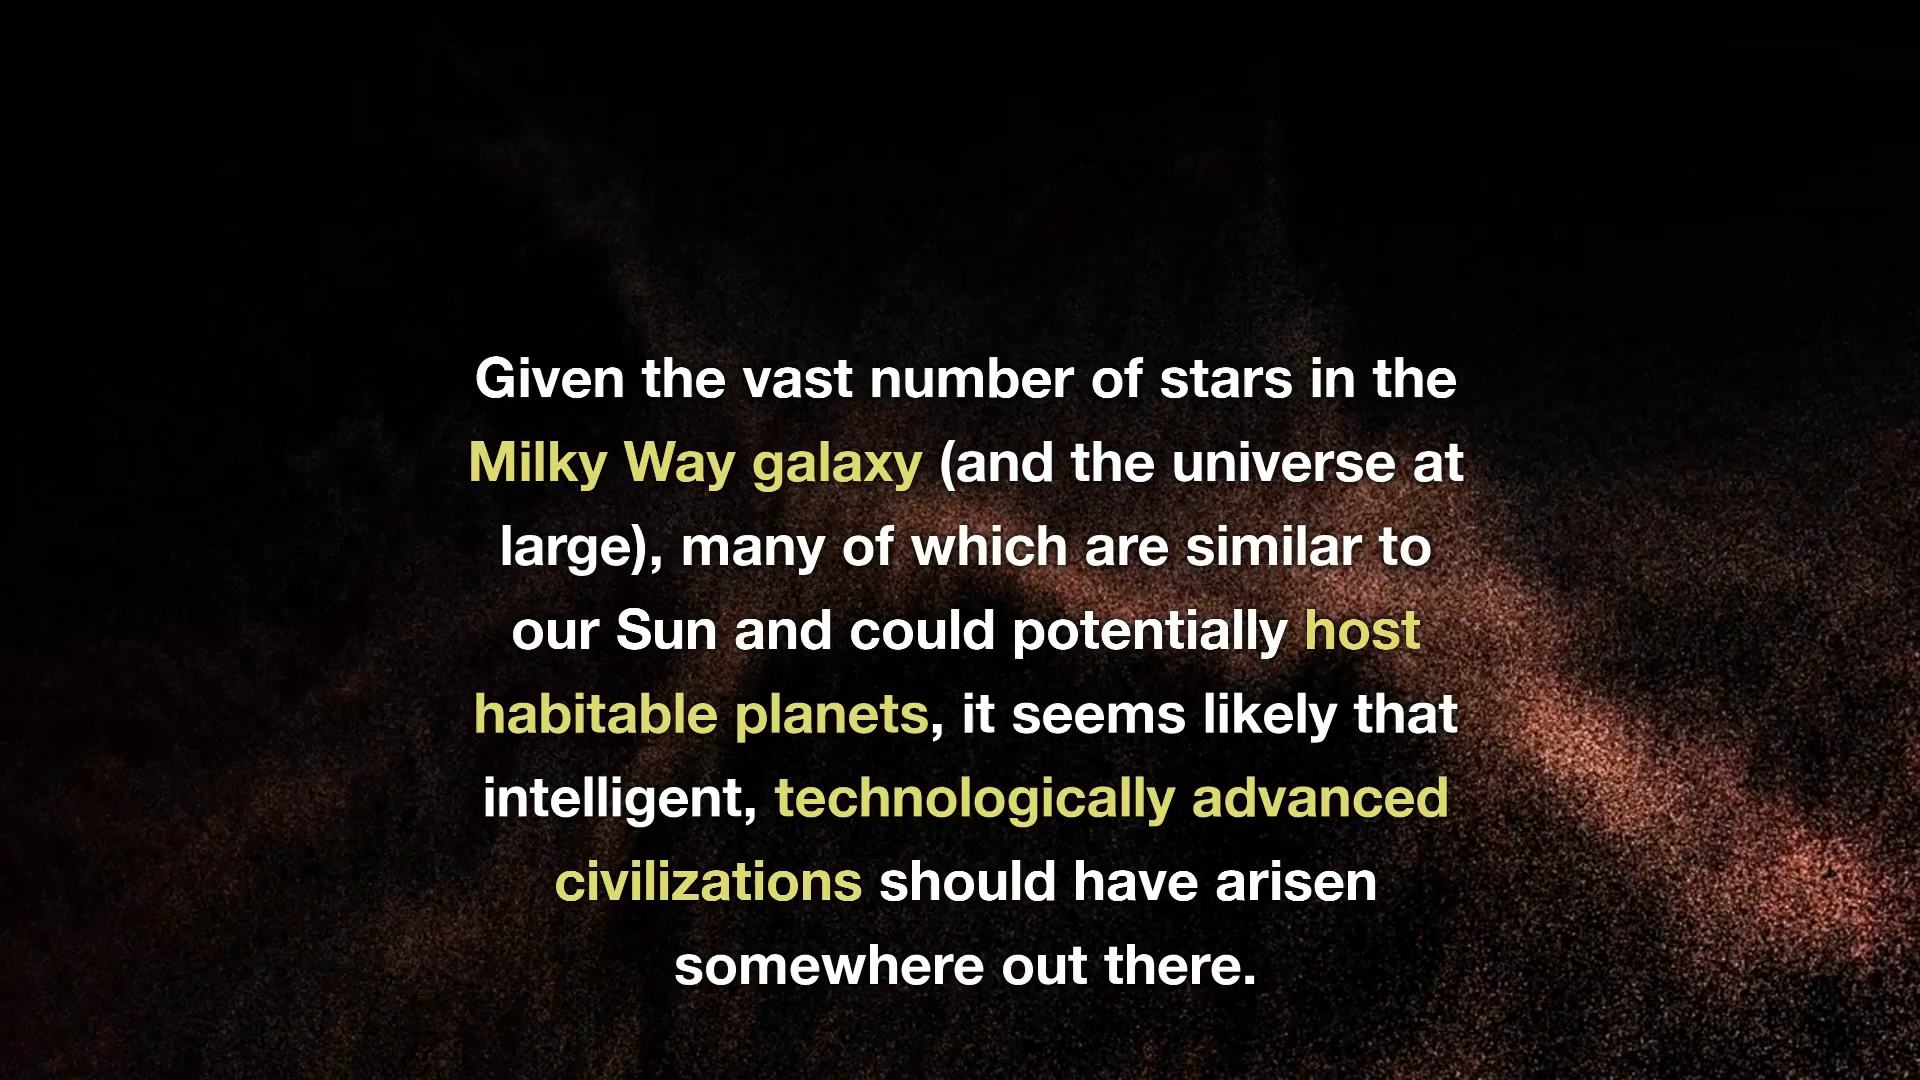 Given the vast number of stars in the
Milky Way galaxy (and the universe at
large), many of which are similar to
our Sun and could potentially host
habitable planets, it seems likely that
intelligent, technologically advanced
civilizations should have arisen
somewhere out there.